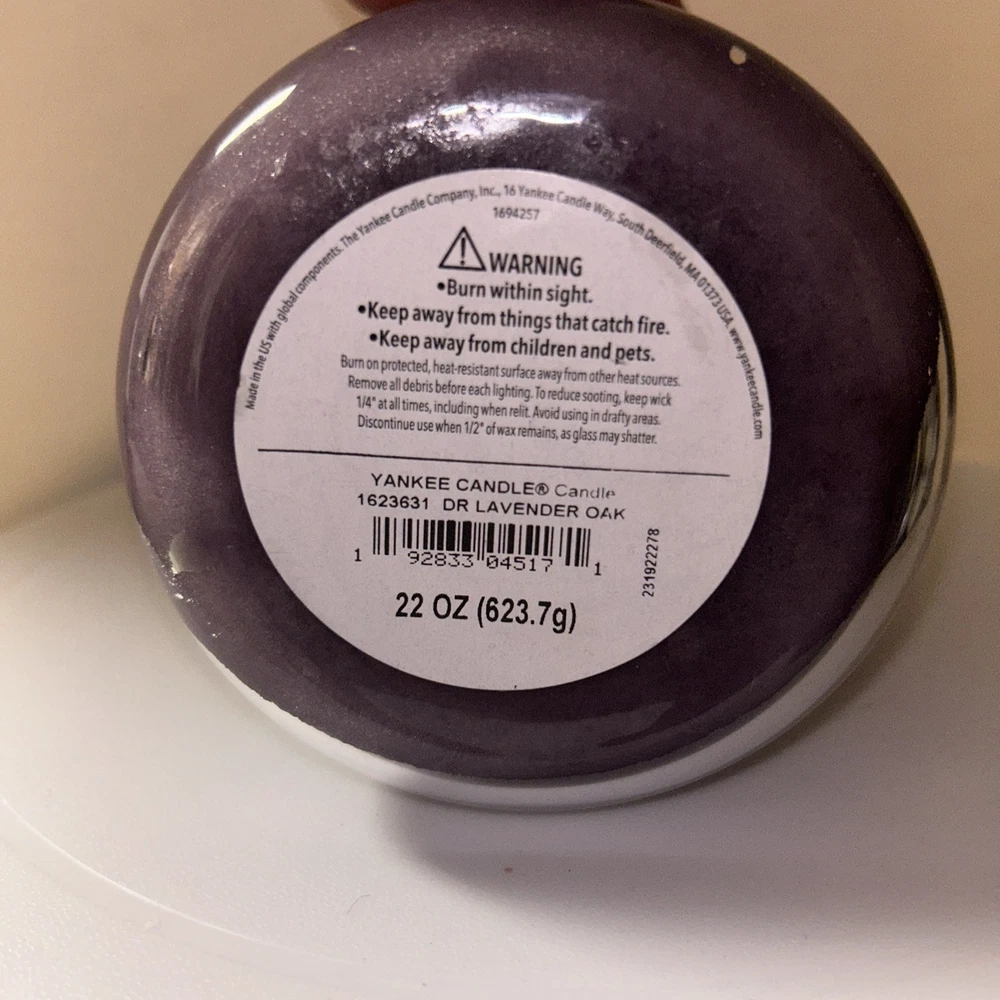 Made in the US with global components. The Yankee Candle Company, Inc., 16 Yankee Candle Way, South Deerfield, MA 01373 USA. www.yankeecandle.com
1694257
WARNING
•Burn within sight.
•Keep away from things that catch fire.
•Keep away from children and pets.
Burn on protected, heat-resistant surface away from other heat sources.
Remove all debris before each lighting. To reduce sooting, keep wick
1/4" at all times, including when relit. Avoid using in drafty areas.
Discontinue use when 1/2" of wax remains, as glass may shatter.
YANKEE CANDLE® Candle
1623631 DR LAVENDER OAK
1 92833 04517 1
231922278
22 OZ (623.7g)